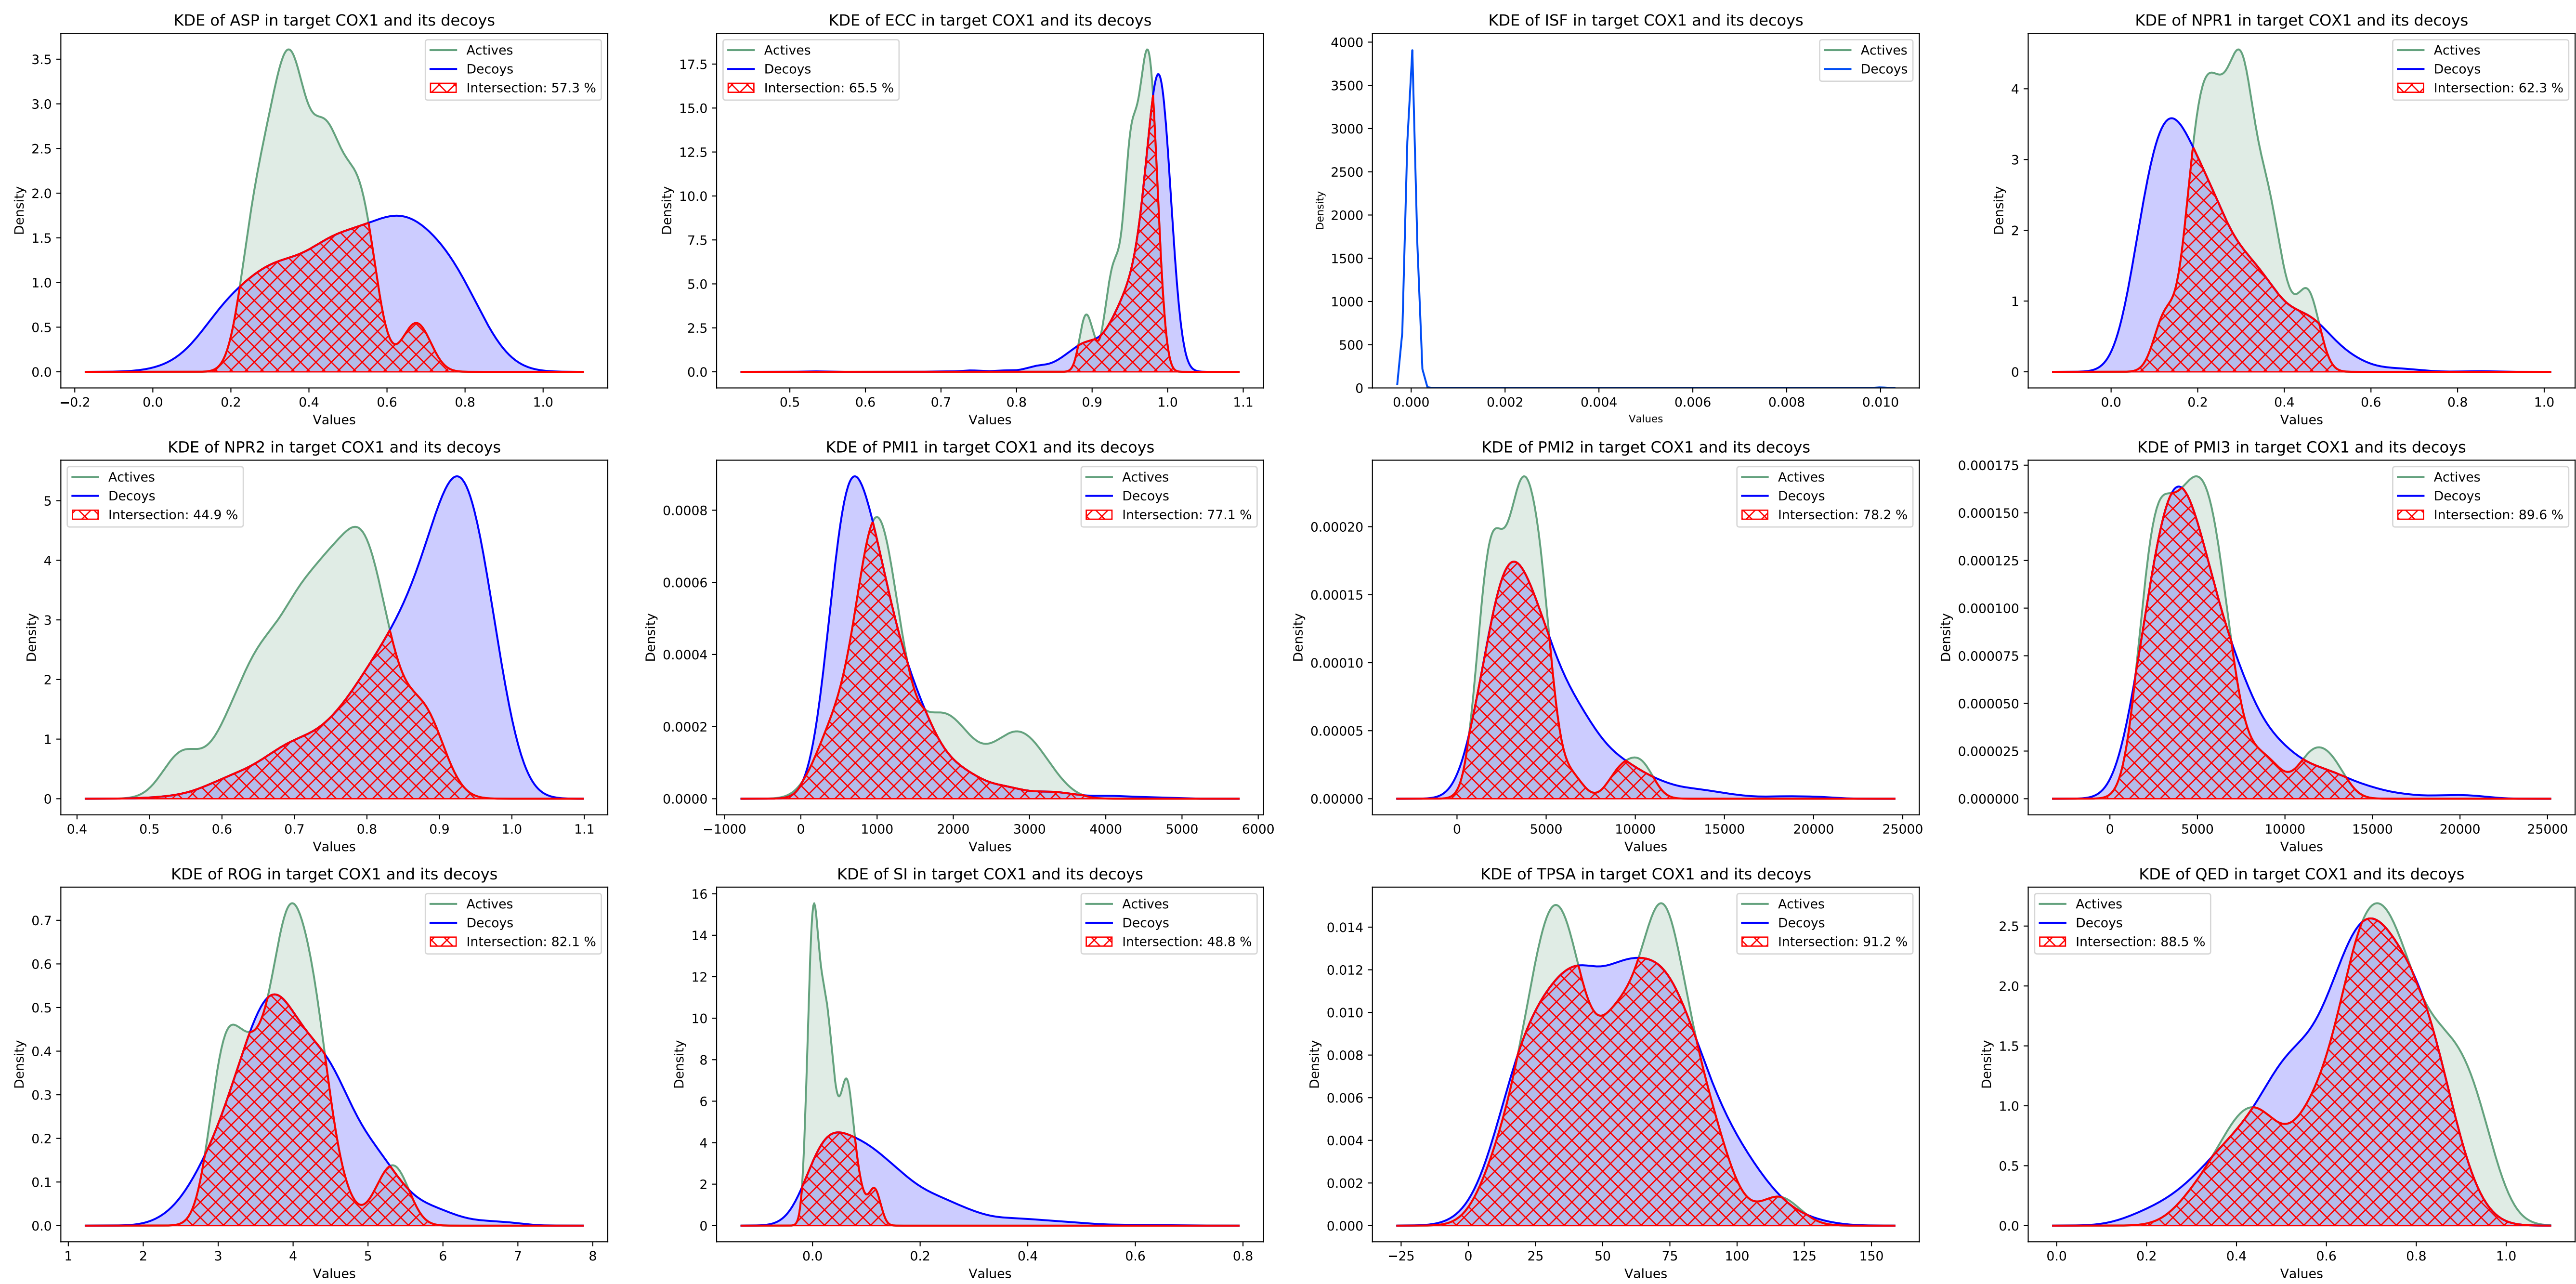 KDE of ASP in target COX1 and its decoys
Actives
Decoys
Intersection: 57.3 %
3.5
3.0
2.5
2.0
1.5
1.0
0.5
0.0
Density
−0.2 0.0 0.2 0.4 0.6 0.8 1.0
Values
KDE of ECC in target COX1 and its decoys
Actives
Decoys
Intersection: 65.5 %
17.5
15.0
12.5
10.0
7.5
5.0
2.5
0.0
Density
0.5 0.6 0.7 0.8 0.9 1.0 1.1
Values
KDE of ISF in target COX1 and its decoys
Actives
Decoys
4000
3500
3000
2500
2000
1500
1000
500
0
Density
0.000 0.002 0.004 0.006 0.008 0.010
Values
KDE of NPR1 in target COX1 and its decoys
Actives
Decoys
Intersection: 62.3 %
4
3
2
1
0
Density
0.0 0.2 0.4 0.6 0.8 1.0
Values
KDE of NPR2 in target COX1 and its decoys
Actives
Decoys
Intersection: 44.9 %
5
4
3
2
1
0
Density
0.4 0.5 0.6 0.7 0.8 0.9 1.0 1.1
Values
KDE of PMI1 in target COX1 and its decoys
Actives
Decoys
Intersection: 77.1 %
0.0008
0.0006
0.0004
0.0002
0.0000
Density
−1000 0 1000 2000 3000 4000 5000 6000
Values
KDE of PMI2 in target COX1 and its decoys
Actives
Decoys
Intersection: 78.2 %
0.00020
0.00015
0.00010
0.00005
0.00000
Density
0 5000 10000 15000 20000 25000
Values
KDE of PMI3 in target COX1 and its decoys
Actives
Decoys
Intersection: 89.6 %
0.000175
0.000150
0.000125
0.000100
0.000075
0.000050
0.000025
0.000000
Density
0 5000 10000 15000 20000 25000
Values
KDE of ROG in target COX1 and its decoys
Actives
Decoys
Intersection: 82.1 %
0.7
0.6
0.5
0.4
0.3
0.2
0.1
0.0
Density
1 2 3 4 5 6 7 8
Values
KDE of SI in target COX1 and its decoys
Actives
Decoys
Intersection: 48.8 %
16
14
12
10
8
6
4
2
0
Density
0.0 0.2 0.4 0.6 0.8
Values
KDE of TPSA in target COX1 and its decoys
Actives
Decoys
Intersection: 91.2 %
0.014
0.012
0.010
0.008
0.006
0.004
0.002
0.000
Density
−25 0 25 50 75 100 125 150
Values
KDE of QED in target COX1 and its decoys
Actives
Decoys
Intersection: 88.5 %
2.5
2.0
1.5
1.0
0.5
0.0
Density
0.0 0.2 0.4 0.6 0.8 1.0
Values